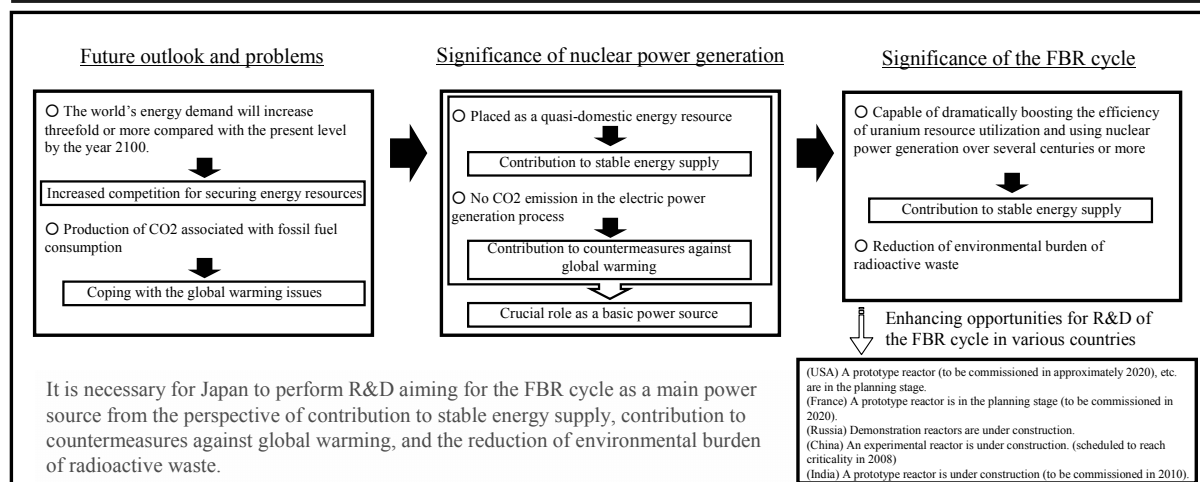 Future outlook and problems
○ The world's energy demand will increase
threefold or more compared with the present level
by the year 2100.
Increased competition for securing energy resources
○ Production of CO2 associated with fossil fuel
consumption
Coping with the global warming issues
Significance of nuclear power generation
○ Placed as a quasi-domestic energy resource
Contribution to stable energy supply
○ No CO2 emission in the electric power
generation process
Contribution to countermeasures against
global warming
Crucial role as a basic power source
Significance of the FBR cycle
○ Capable of dramatically boosting the efficiency
of uranium resource utilization and using nuclear
power generation over several centuries or more
Contribution to stable energy supply
○ Reduction of environmental burden of
radioactive waste
Enhancing opportunities for R&D of
the FBR cycle in various countries
(USA) A prototype reactor (to be commissioned in approximately 2020), etc.
are in the planning stage.
(France) A prototype reactor is in the planning stage (to be commissioned in
2020).
(Russia) Demonstration reactors are under construction.
(China) An experimental reactor is under construction. (scheduled to reach
criticality in 2008)
(India) A prototype reactor is under construction (to be commissioned in 2010).
It is necessary for Japan to perform R&D aiming for the FBR cycle as a main power
source from the perspective of contribution to stable energy supply, contribution to
countermeasures against global warming, and the reduction of environmental burden
of radioactive waste.